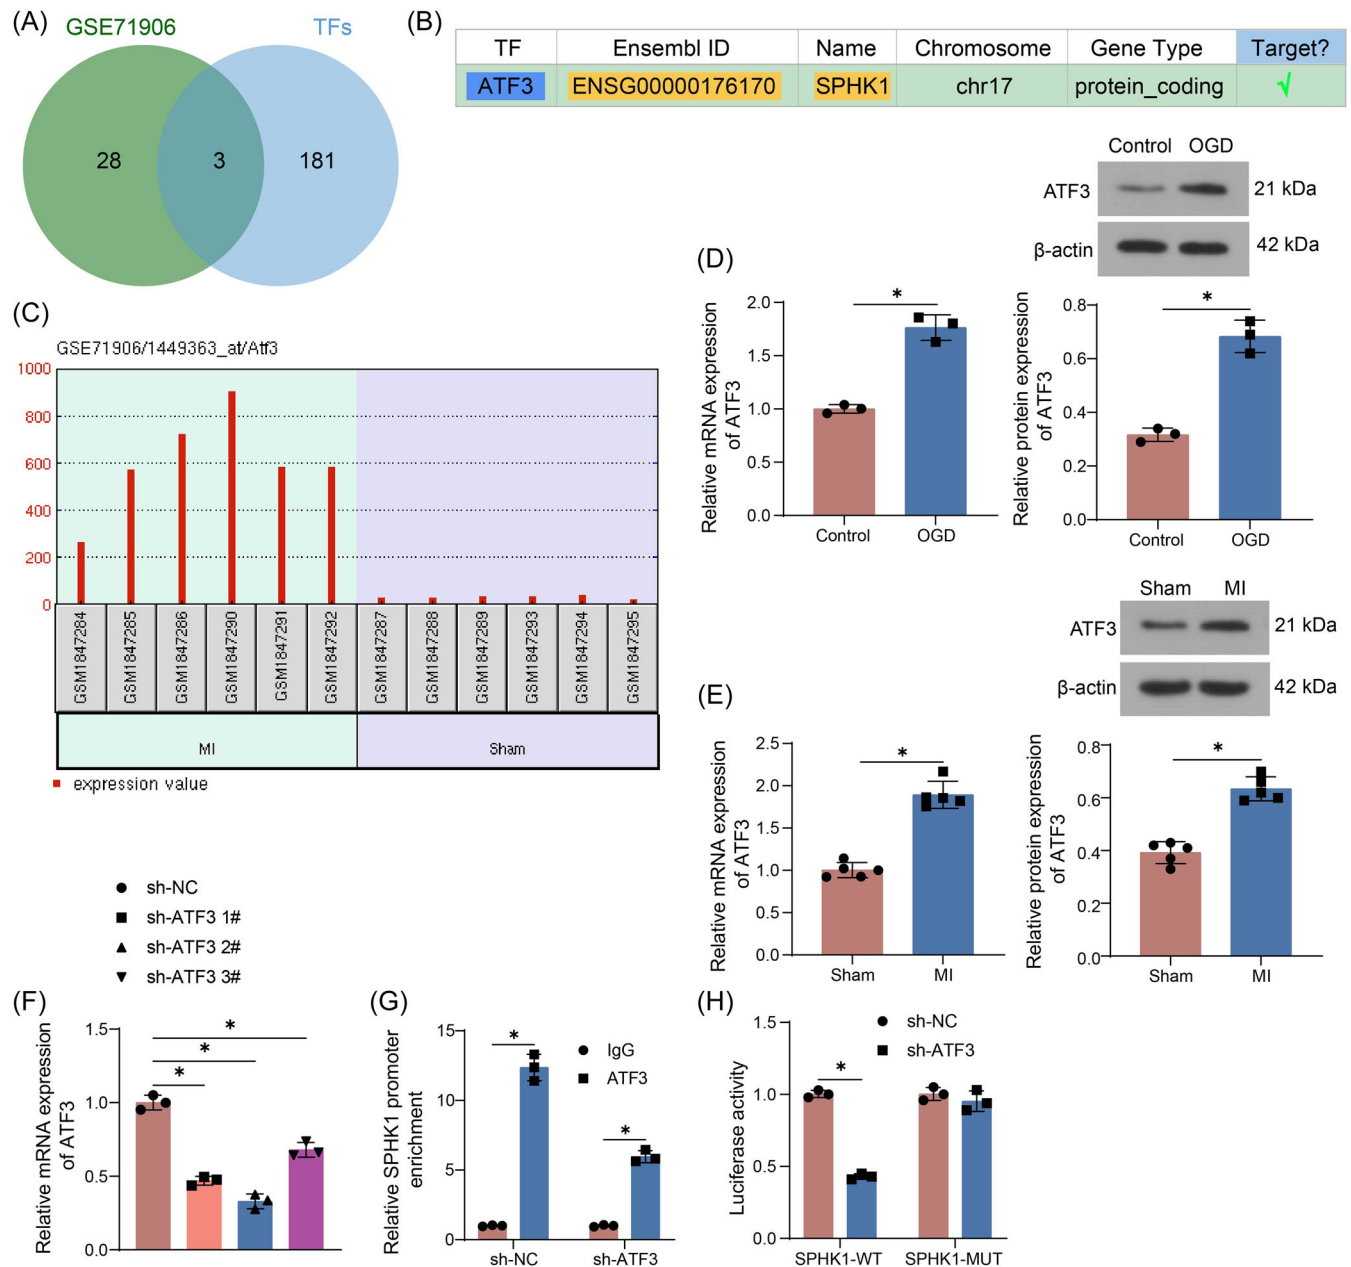 (A)
GSE71906
TFs
28
3
181
(B)
TF Ensembl ID Name Chromosome Gene Type Target?
ATF3 ENSG00000176170 SPHK1 chr17 protein_coding √
(C)
GSE71906/1449363_at/Atf3
1000
800
600
400
200
0
GSM1847284
GSM1847285
GSM1847286
GSM1847290
GSM1847291
GSM1847292
GSM1847287
GSM1847288
GSM1847289
GSM1847293
GSM1847294
GSM1847295
MI
Sham
expression value
(D)
Control OGD
ATF3 21 kDa
β-actin 42 kDa
Relative mRNA expression
of ATF3
2.0
1.5
1.0
0.5
0.0
*
Control OGD
Relative protein expression
of ATF3
0.8
0.6
0.4
0.2
0.0
*
Control OGD
(E)
Sham MI
ATF3 21 kDa
β-actin 42 kDa
Relative mRNA expression
of ATF3
2.5
2.0
1.5
1.0
0.5
0.0
*
Sham MI
Relative protein expression
of ATF3
0.8
0.6
0.4
0.2
0.0
*
Sham MI
(F)
sh-NC
sh-ATF3 1#
sh-ATF3 2#
sh-ATF3 3#
Relative mRNA expression
of ATF3
1.5
1.0
0.5
0.0
*
*
*
(G)
Relative SPHK1 promoter
enrichment
15
10
5
0
*
*
IgG
ATF3
sh-NC sh-ATF3
(H)
sh-NC
sh-ATF3
Luciferase activity
1.5
1.0
0.5
0.0
*
SPHK1-WT SPHK1-MUT